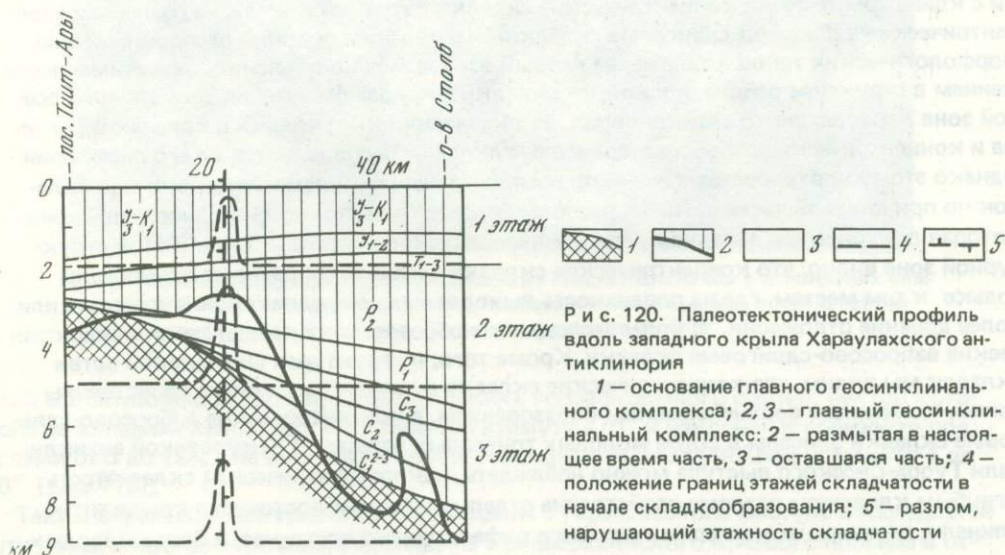 пос. Тикт-Ары
о-в Столб
20
40 км
0
J₃-K₁
J₃-K₁
1 этаж
J₁₋₂
2
T₁₋₃
P₂
2 этаж
4
P₁
C₃
6
C₂
C₁²⁻³
3 этаж
8
км 9
1
2
3
4
5
Рис. 120. Палеотектонический профиль
вдоль западного крыла Хараулахского ан-
тиклинория
1 — основание главного геосинклиналь-
ного комплекса; 2, 3 — главный геосинкли-
нальный комплекс: 2 — размытая в настоя-
щее время часть, 3 — оставшаяся часть; 4 —
положение границ этажей складчатости в
начале складкообразования; 5 — разлом,
нарушающий этажность складчатости